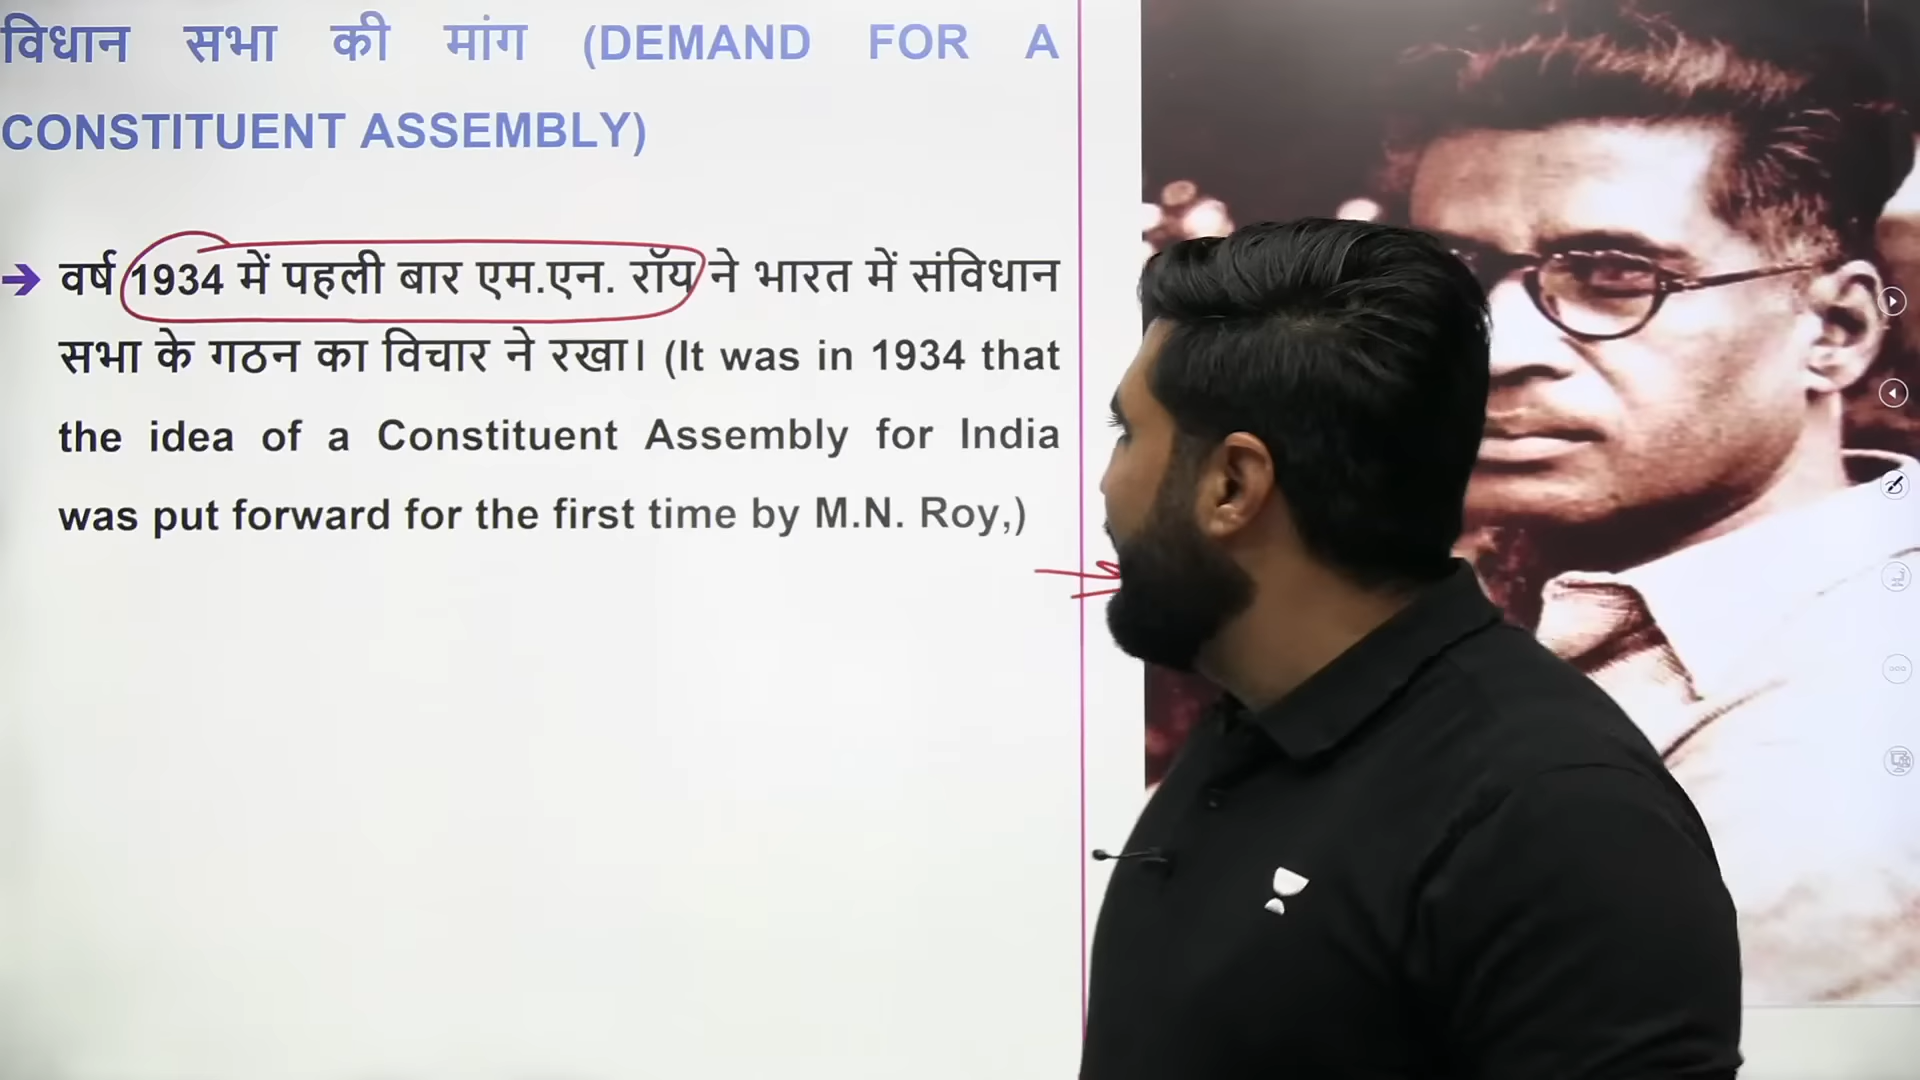 विधान सभा की मांग (DEMAND FOR A
CONSTITUENT ASSEMBLY)
वर्ष 1934 में पहली बार एम.एन. रॉय ने भारत में संविधान
सभा के गठन का विचार ने रखा। (It was in 1934 that
the idea of a Constituent Assembly for India
was put forward for the first time by M.N. Roy,)